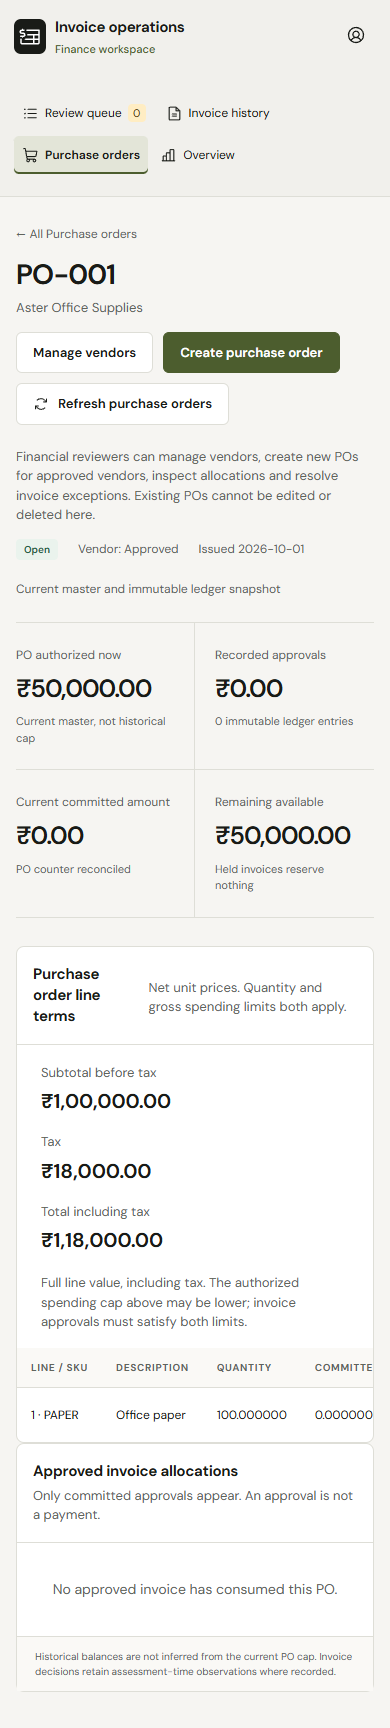 Invoice operations
Finance workspace
Review queue 0
Invoice history
Purchase orders
Overview
← All Purchase orders
PO-001
Aster Office Supplies
Manage vendors
Create purchase order
Refresh purchase orders
Financial reviewers can manage vendors, create new POs
for approved vendors, inspect allocations and resolve
invoice exceptions. Existing POs cannot be edited or
deleted here.
Open Vendor: Approved Issued 2026-10-01
Current master and immutable ledger snapshot
PO authorized now
₹50,000.00
Current master, not historical
cap
Recorded approvals
₹0.00
0 immutable ledger entries
Current committed amount
₹0.00
PO counter reconciled
Remaining available
₹50,000.00
Held invoices reserve
nothing
Purchase
order line
terms
Net unit prices. Quantity and
gross spending limits both apply.
Subtotal before tax
₹1,00,000.00
Tax
₹18,000.00
Total including tax
₹1,18,000.00
Full line value, including tax. The authorized
spending cap above may be lower; invoice
approvals must satisfy both limits.
LINE / SKU DESCRIPTION QUANTITY COMMITTE
1 · PAPER Office paper 100.000000 0.000000
Approved invoice allocations
Only committed approvals appear. An approval is not
a payment.
No approved invoice has consumed this PO.
Historical balances are not inferred from the current PO cap. Invoice
decisions retain assessment-time observations where recorded.